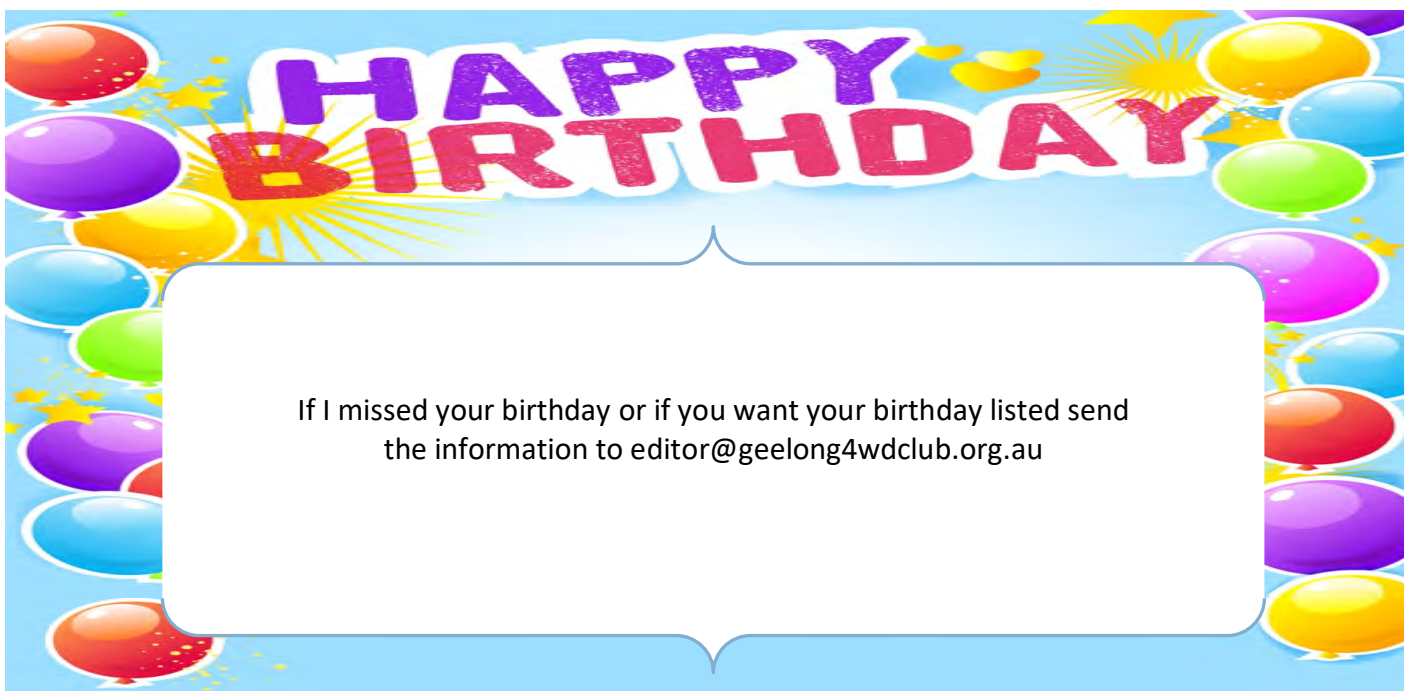 HAPPY
BIRTHDAY
If I missed your birthday or if you want your birthday listed send
the information to editor@geelong4wdclub.org.au